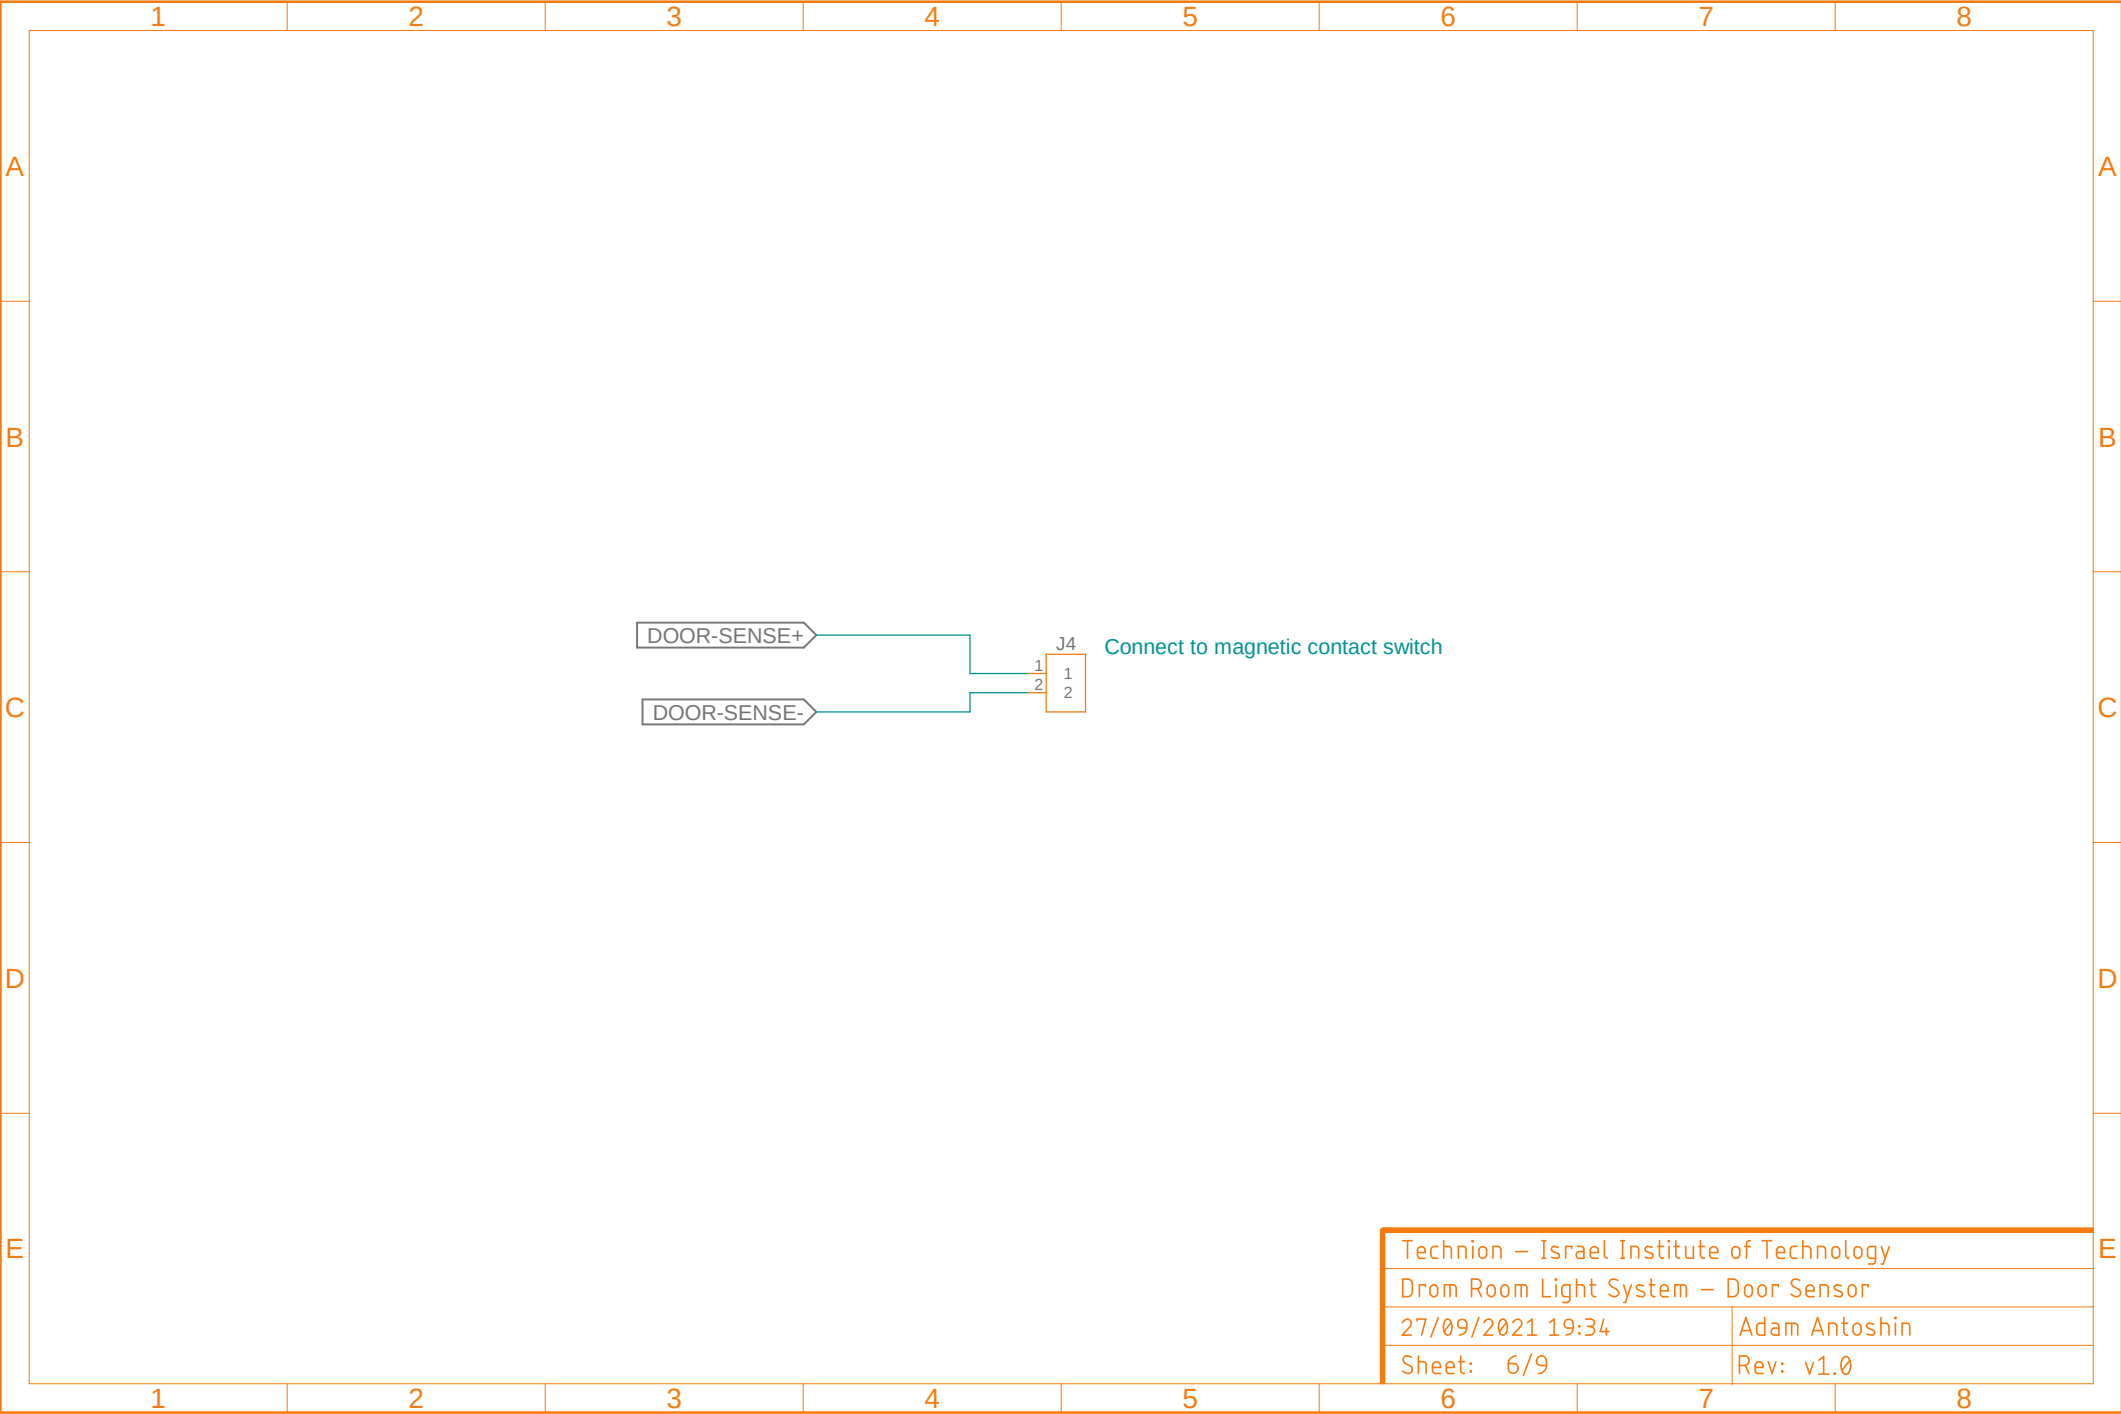 1 2 3 4 5 6 7 8
A A
B B
DOOR-SENSE+
J4 Connect to magnetic contact switch
1 1
2 2
C C
DOOR-SENSE-
D D
E E
Technion - Israel Institute of Technology
Drom Room Light System - Door Sensor
27/09/2021 19:34 Adam Antoshin
Sheet: 6/9 Rev: v1.0
1 2 3 4 5 6 7 8